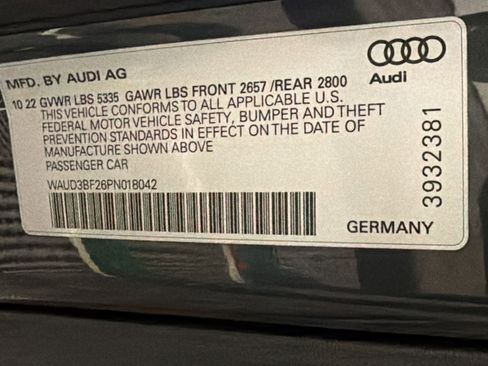 MFD. BY AUDI AG
10 22 GVWR LBS 5335 GAWR LBS FRONT 2657 /REAR 2800
THIS VEHICLE CONFORMS TO ALL APPLICABLE U.S.
FEDERAL MOTOR VEHICLE SAFETY, BUMPER AND THEFT
PREVENTION STANDARDS IN EFFECT ON THE DATE OF
MANUFACTURE SHOWN ABOVE
PASSENGER CAR
WAUD3BF26PN018042
Audi
3932381
GERMANY